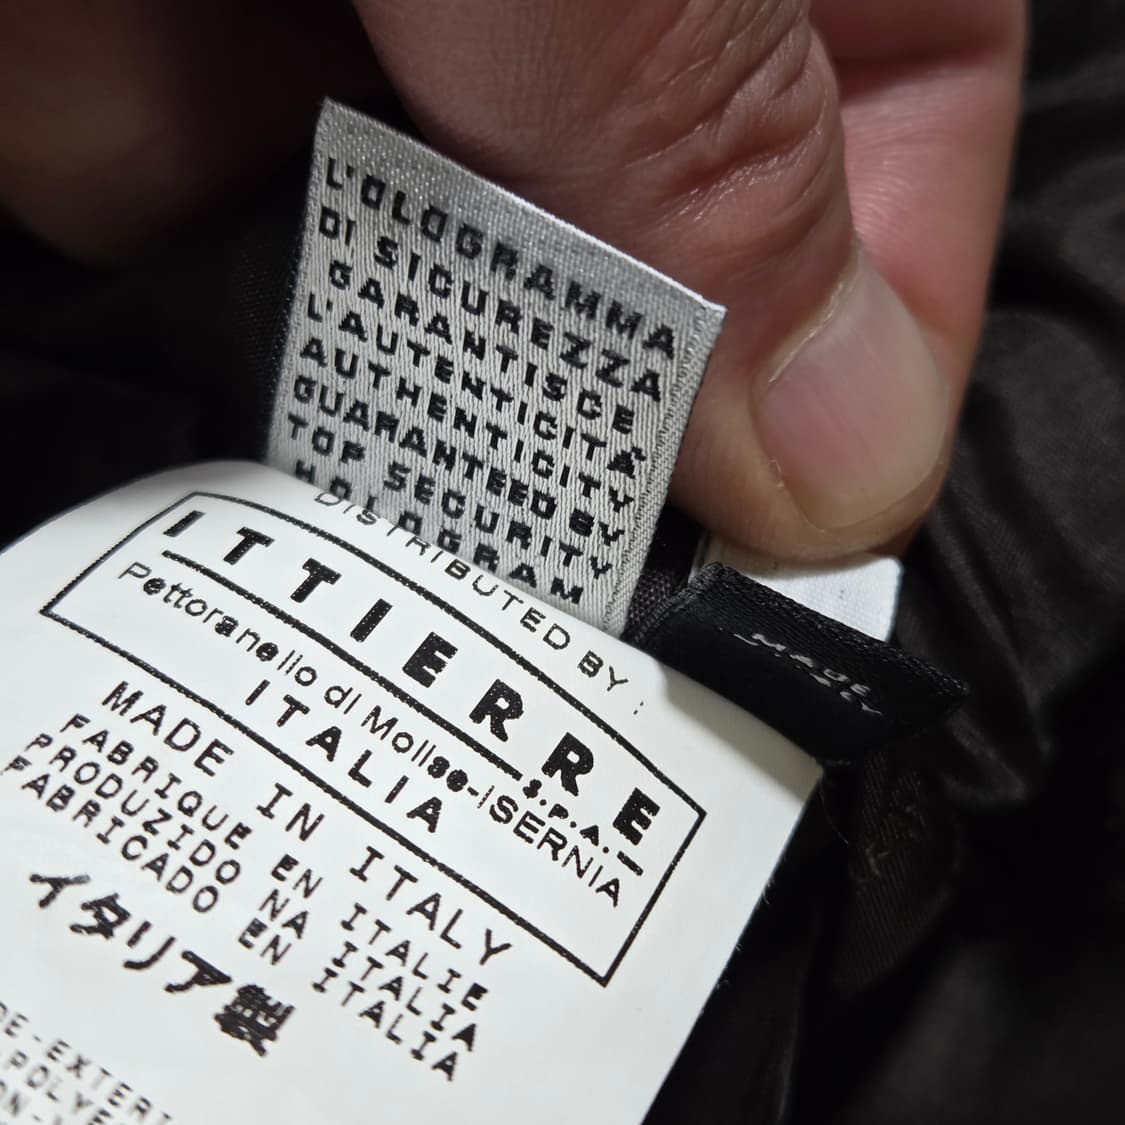 L'OLOGRAMMA
DI SICUREZZA
GARANTISCE
L'AUTENTICITA'
AUTHENTICITY
GUARANTEED BY
TOP SECURITY
HOLOGRAM
DISTRIBUTED BY :
ITTIERRE
S.P.A.
Pettoranello di Molise-ISERNIA
ITALIA
MADE IN ITALY
FABRIQUE EN ITALIE
PRODUZIDO NA ITALIA
FABRICADO EN ITALIA
イタリア製
MADE